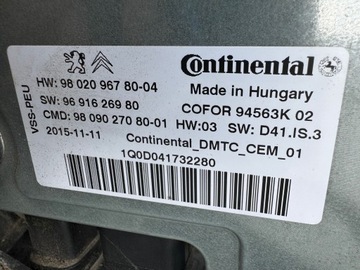 Continental
HW: 98 020 967 80-04
Made in Hungary
SW: 96 916 269 80
COFOR 94563K 02
CMD: 98 090 270 80-01
HW:03 SW: D41.IS.3
VSS-PEU
2015-11-11
Continental_DMTC_CEM_01
1Q0D041732280